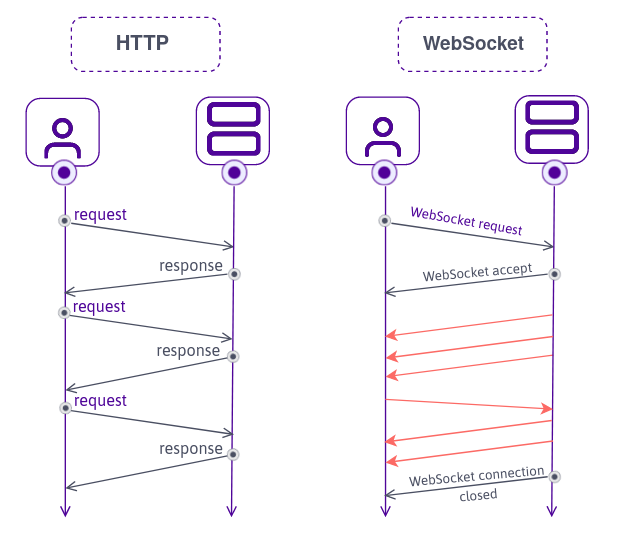 HTTP
WebSocket
request
response
request
response
request
response
WebSocket request
WebSocket accept
WebSocket connection
closed